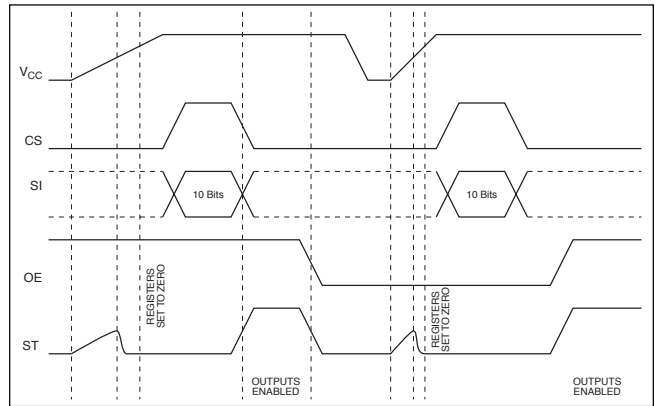 VCC
CS
SI
10 Bits
10 Bits
OE
REGISTERS
SET TO ZERO
REGISTERS
SET TO ZERO
ST
OUTPUTS
ENABLED
OUTPUTS
ENABLED